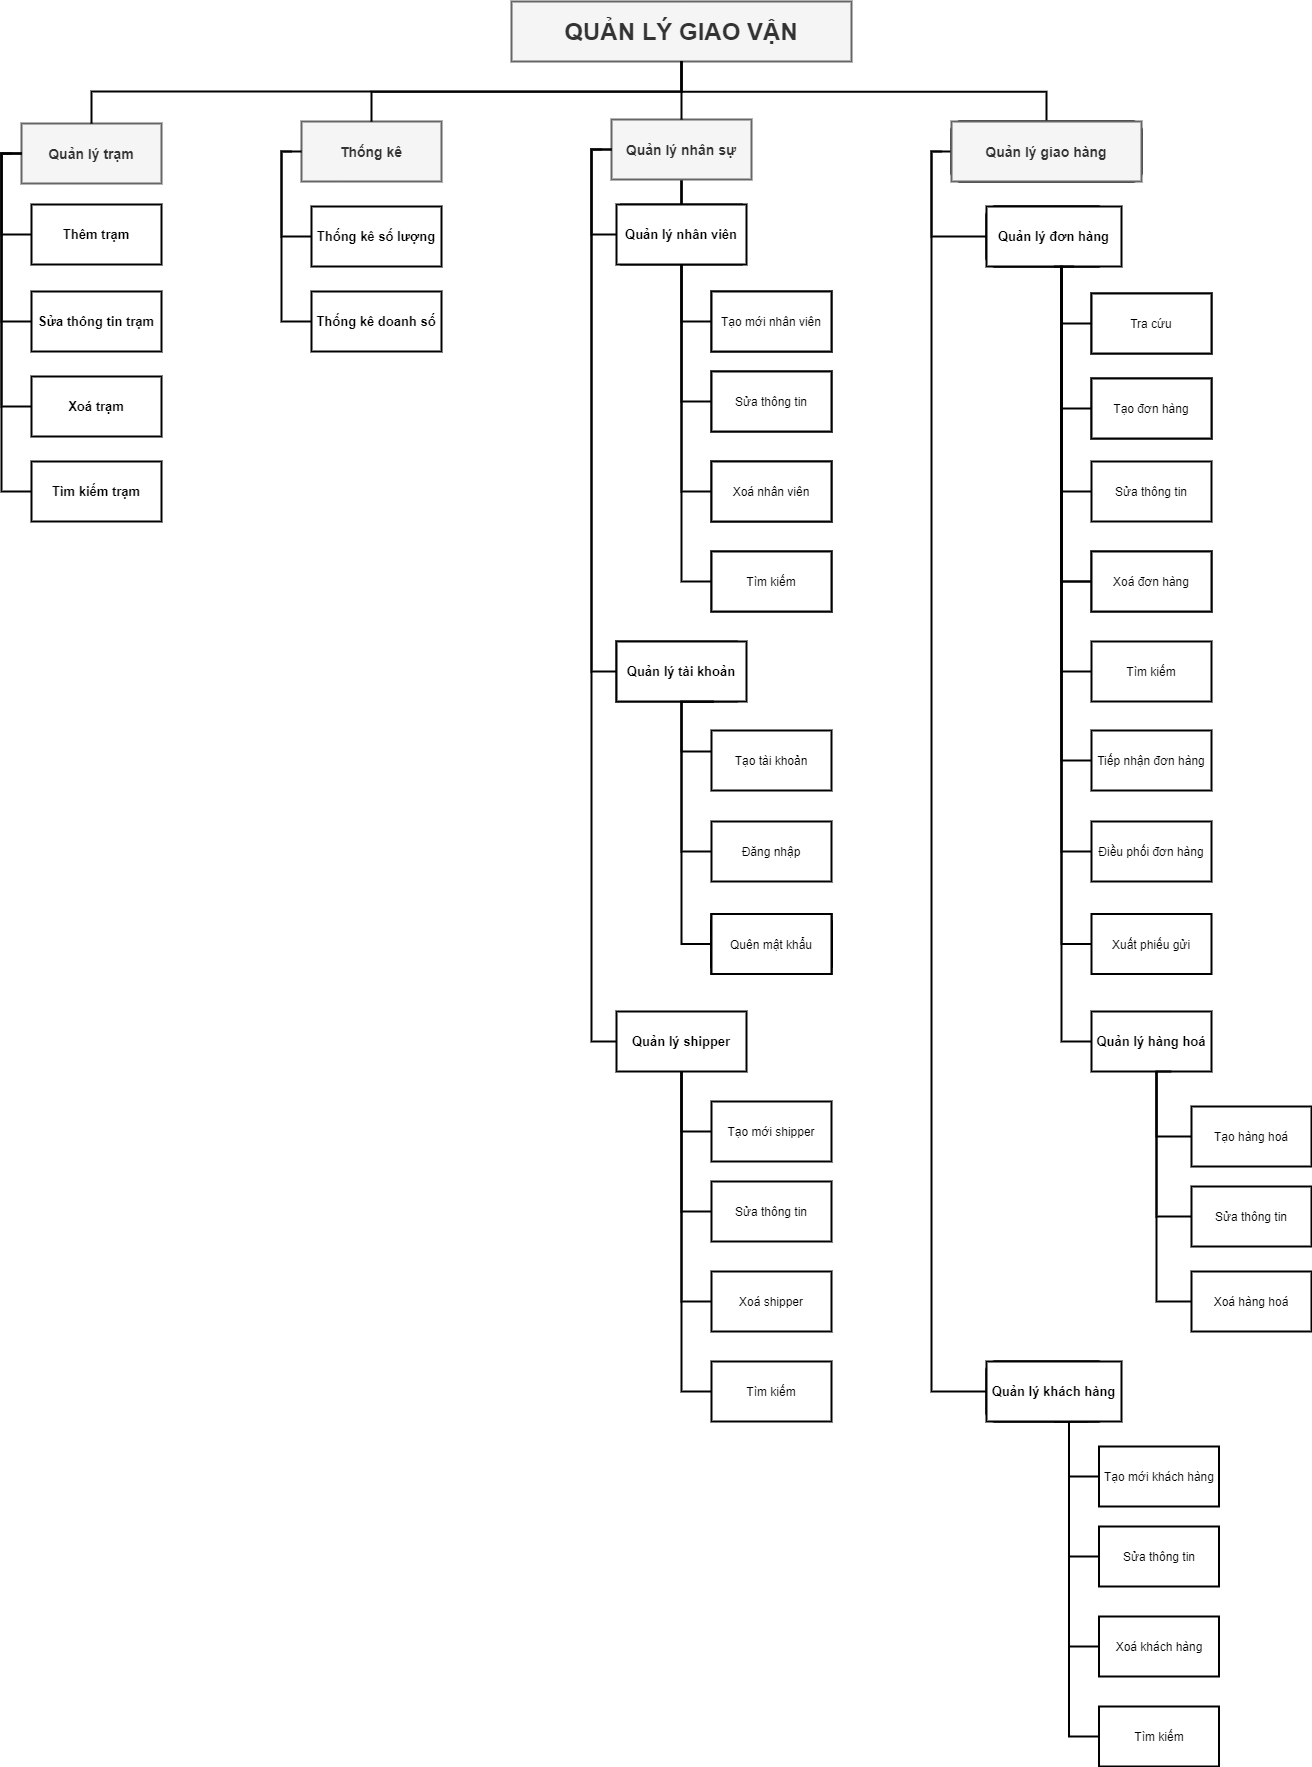 QUẢN LÝ GIAO VẬN
Quản lý trạm
Thêm trạm
Sửa thông tin trạm
Xoá trạm
Tìm kiếm trạm
Thống kê
Thống kê số lượng
Thống kê doanh số
Quản lý nhân sự
Quản lý nhân viên
Tạo mới nhân viên
Sửa thông tin
Xoá nhân viên
Tìm kiếm
Quản lý tài khoản
Tạo tài khoản
Đăng nhập
Quên mật khẩu
Quản lý shipper
Tạo mới shipper
Sửa thông tin
Xoá shipper
Tìm kiếm
Quản lý giao hàng
Quản lý đơn hàng
Tra cứu
Tạo đơn hàng
Sửa thông tin
Xoá đơn hàng
Tìm kiếm
Tiếp nhận đơn hàng
Điều phối đơn hàng
Xuất phiếu gửi
Quản lý hàng hoá
Tạo hàng hoá
Sửa thông tin
Xoá hàng hoá
Quản lý khách hàng
Tạo mới khách hàng
Sửa thông tin
Xoá khách hàng
Tìm kiếm